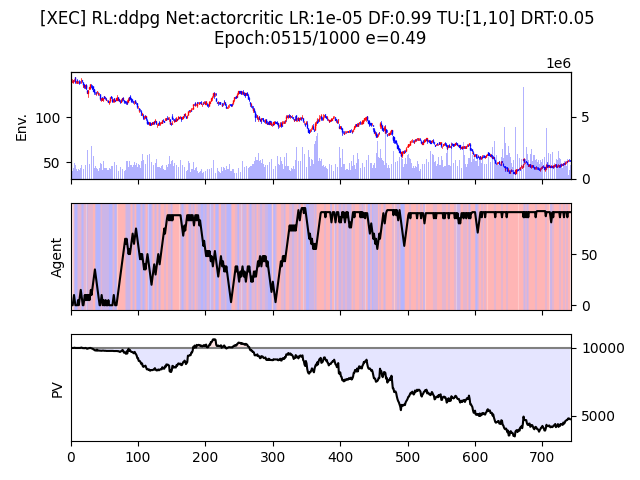 [XEC] RL:ddpg Net:actorcritic LR:1e-05 DF:0.99 TU:[1,10] DRT:0.05
Epoch:0515/1000 e=0.49
1e6
Env.
100
50
5
0
Agent
50
0
PV
10000
5000
0 100 200 300 400 500 600 700